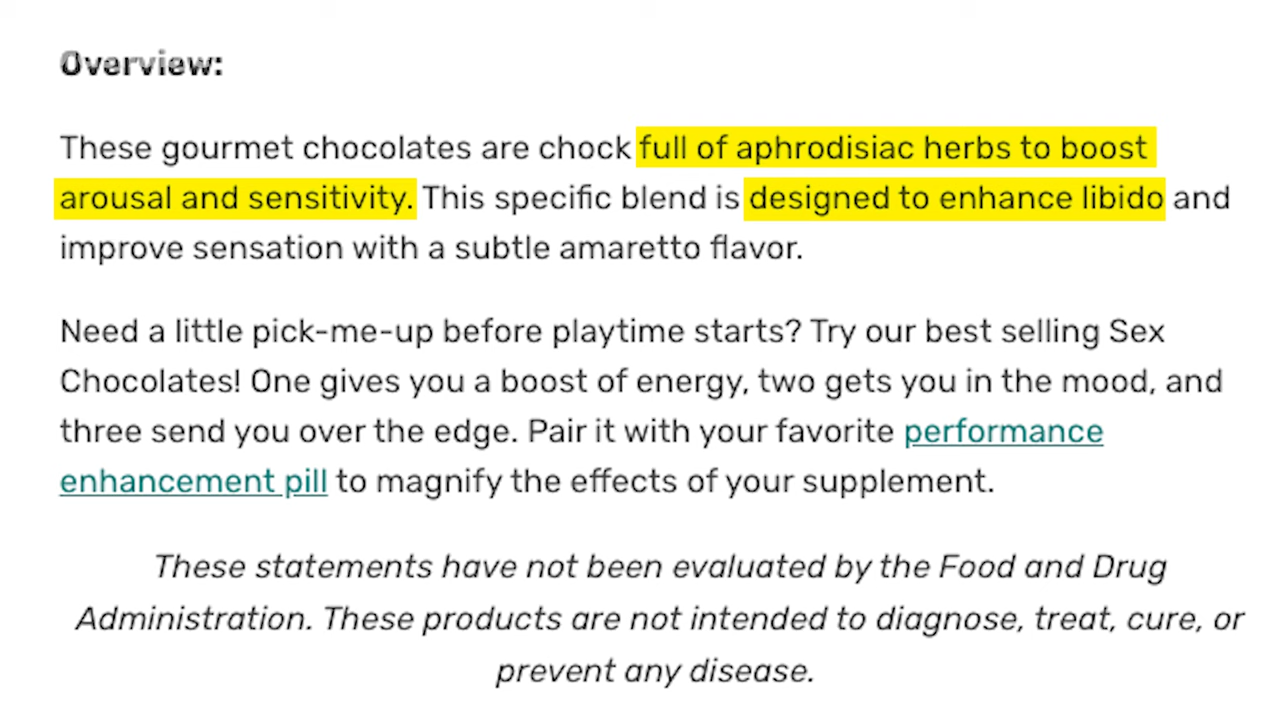 Overview:
These gourmet chocolates are chock full of aphrodisiac herbs to boost
arousal and sensitivity. This specific blend is designed to enhance libido and
improve sensation with a subtle amaretto flavor.
Need a little pick-me-up before playtime starts? Try our best selling Sex
Chocolates! One gives you a boost of energy, two gets you in the mood, and
three send you over the edge. Pair it with your favorite performance
enhancement pill to magnify the effects of your supplement.
These statements have not been evaluated by the Food and Drug
Administration. These products are not intended to diagnose, treat, cure, or
prevent any disease.